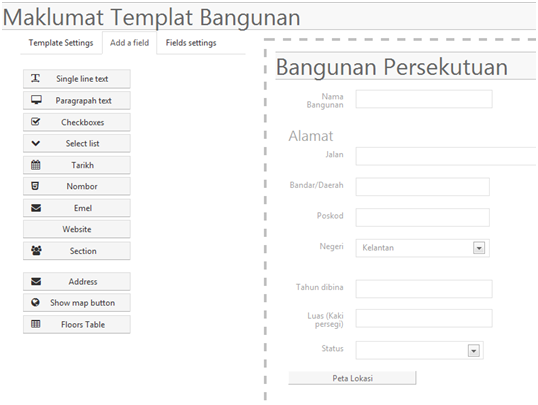 Maklumat Templat Bangunan
Template Settings
Add a field
Fields settings
Single line text
Paragrapah text
Checkboxes
Select list
Tarikh
Nombor
Emel
Website
Section
Address
Show map button
Floors Table
Bangunan Persekutuan
Nama
Bangunan
Alamat
Jalan
Bandar/Daerah
Poskod
Negeri
Kelantan
Tahun dibina
Luas (Kaki
persegi)
Status
Peta Lokasi